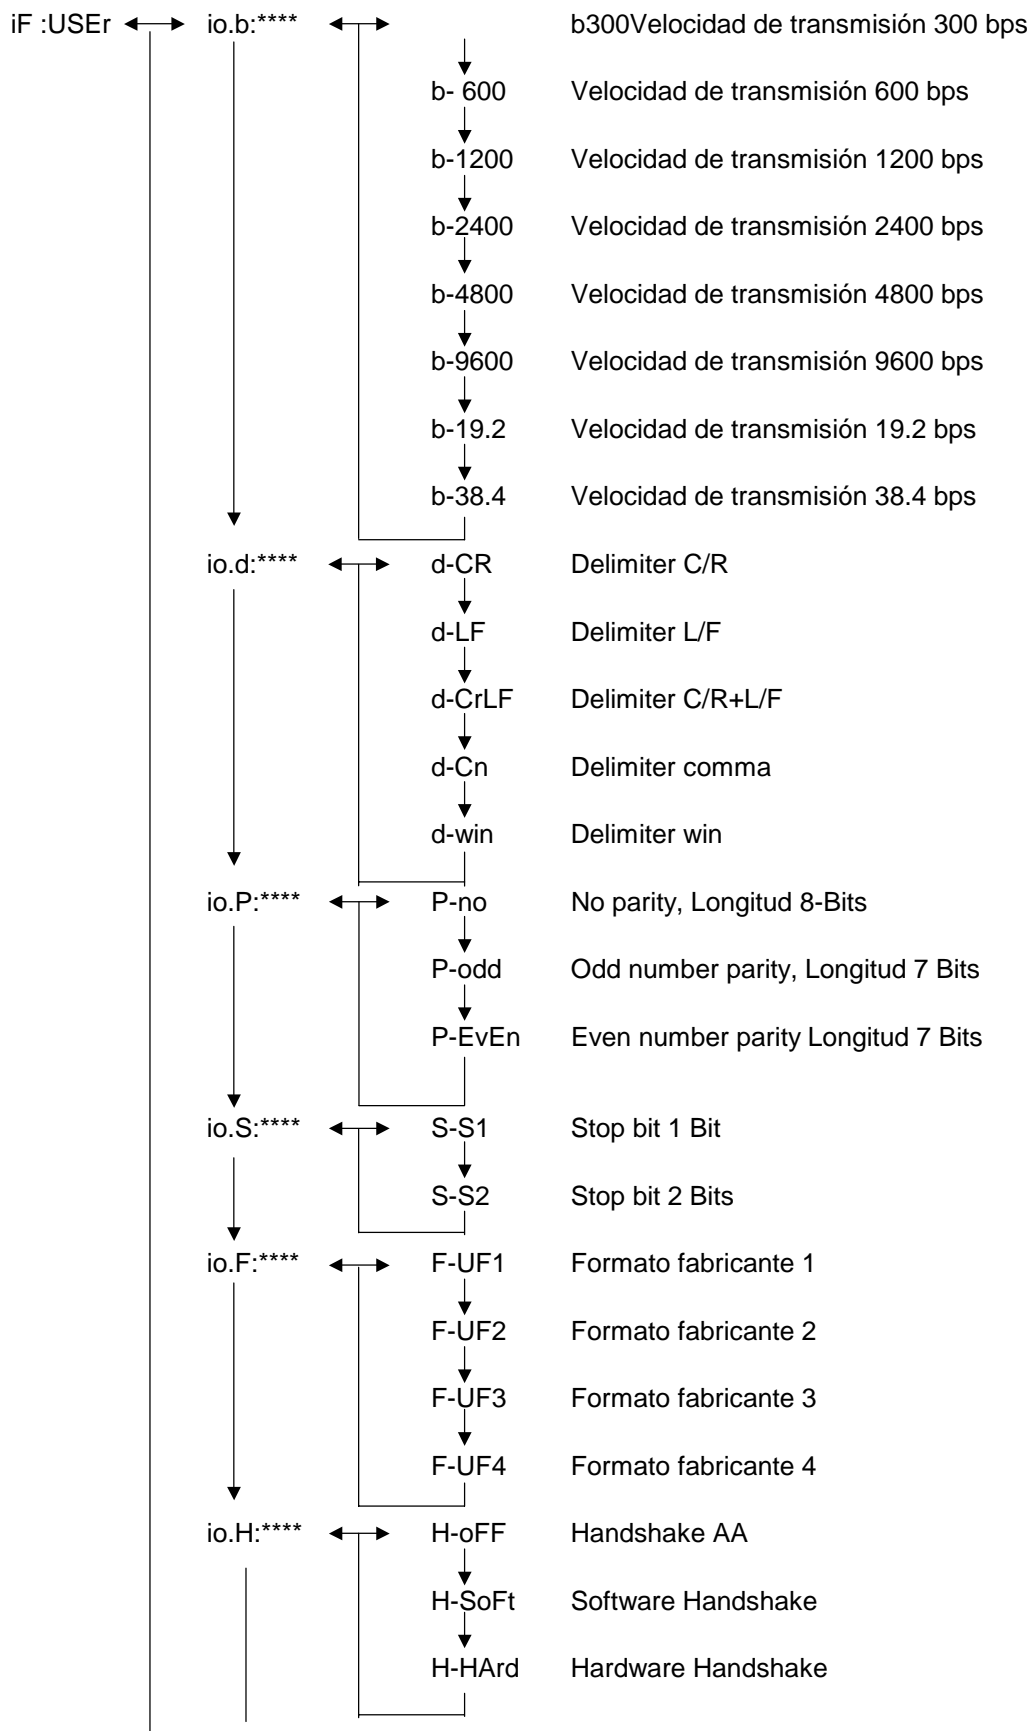 iF :USEr io.b:**** b300Velocidad de transmisión 300 bps
b- 600 Velocidad de transmisión 600 bps
b-1200 Velocidad de transmisión 1200 bps
b-2400 Velocidad de transmisión 2400 bps
b-4800 Velocidad de transmisión 4800 bps
b-9600 Velocidad de transmisión 9600 bps
b-19.2 Velocidad de transmisión 19.2 bps
b-38.4 Velocidad de transmisión 38.4 bps
io.d:**** d-CR Delimiter C/R
d-LF Delimiter L/F
d-CrLF Delimiter C/R+L/F
d-Cn Delimiter comma
d-win Delimiter win
io.P:**** P-no No parity, Longitud 8-Bits
P-odd Odd number parity, Longitud 7 Bits
P-EvEn Even number parity Longitud 7 Bits
io.S:**** S-S1 Stop bit 1 Bit
S-S2 Stop bit 2 Bits
io.F:**** F-UF1 Formato fabricante 1
F-UF2 Formato fabricante 2
F-UF3 Formato fabricante 3
F-UF4 Formato fabricante 4
io.H:**** H-oFF Handshake AA
H-SoFt Software Handshake
H-HArd Hardware Handshake